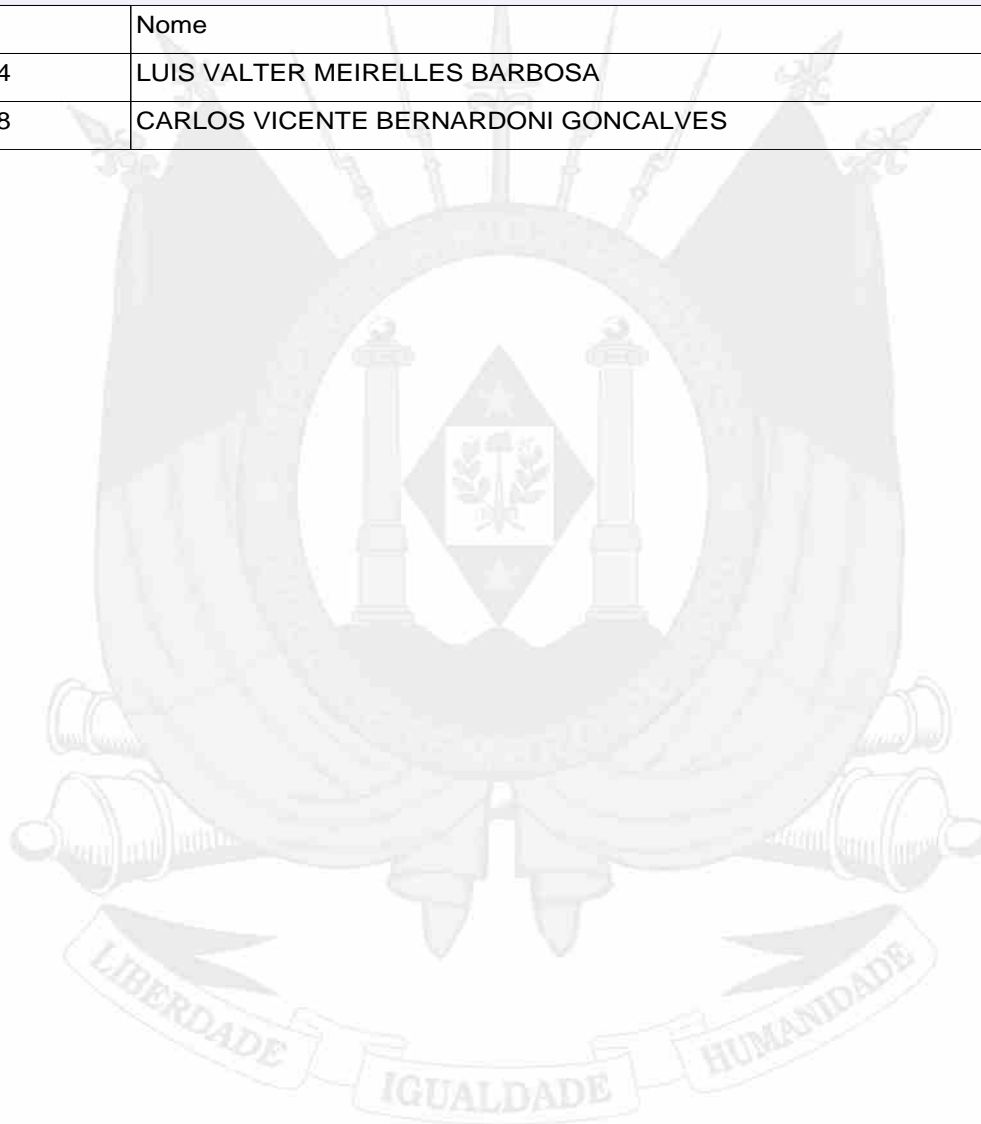 Nome
4 LUIS VALTER MEIRELLES BARBOSA
8 CARLOS VICENTE BERNARDONI GONCALVES
LIBERDADE
IGUALDADE
HUMANIDADE